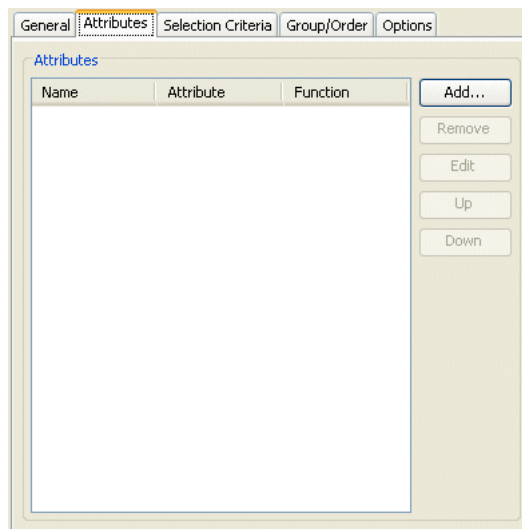 General Attributes Selection Criteria Group/Order Options
Attributes
Name Attribute Function
Add...
Remove
Edit
Up
Down